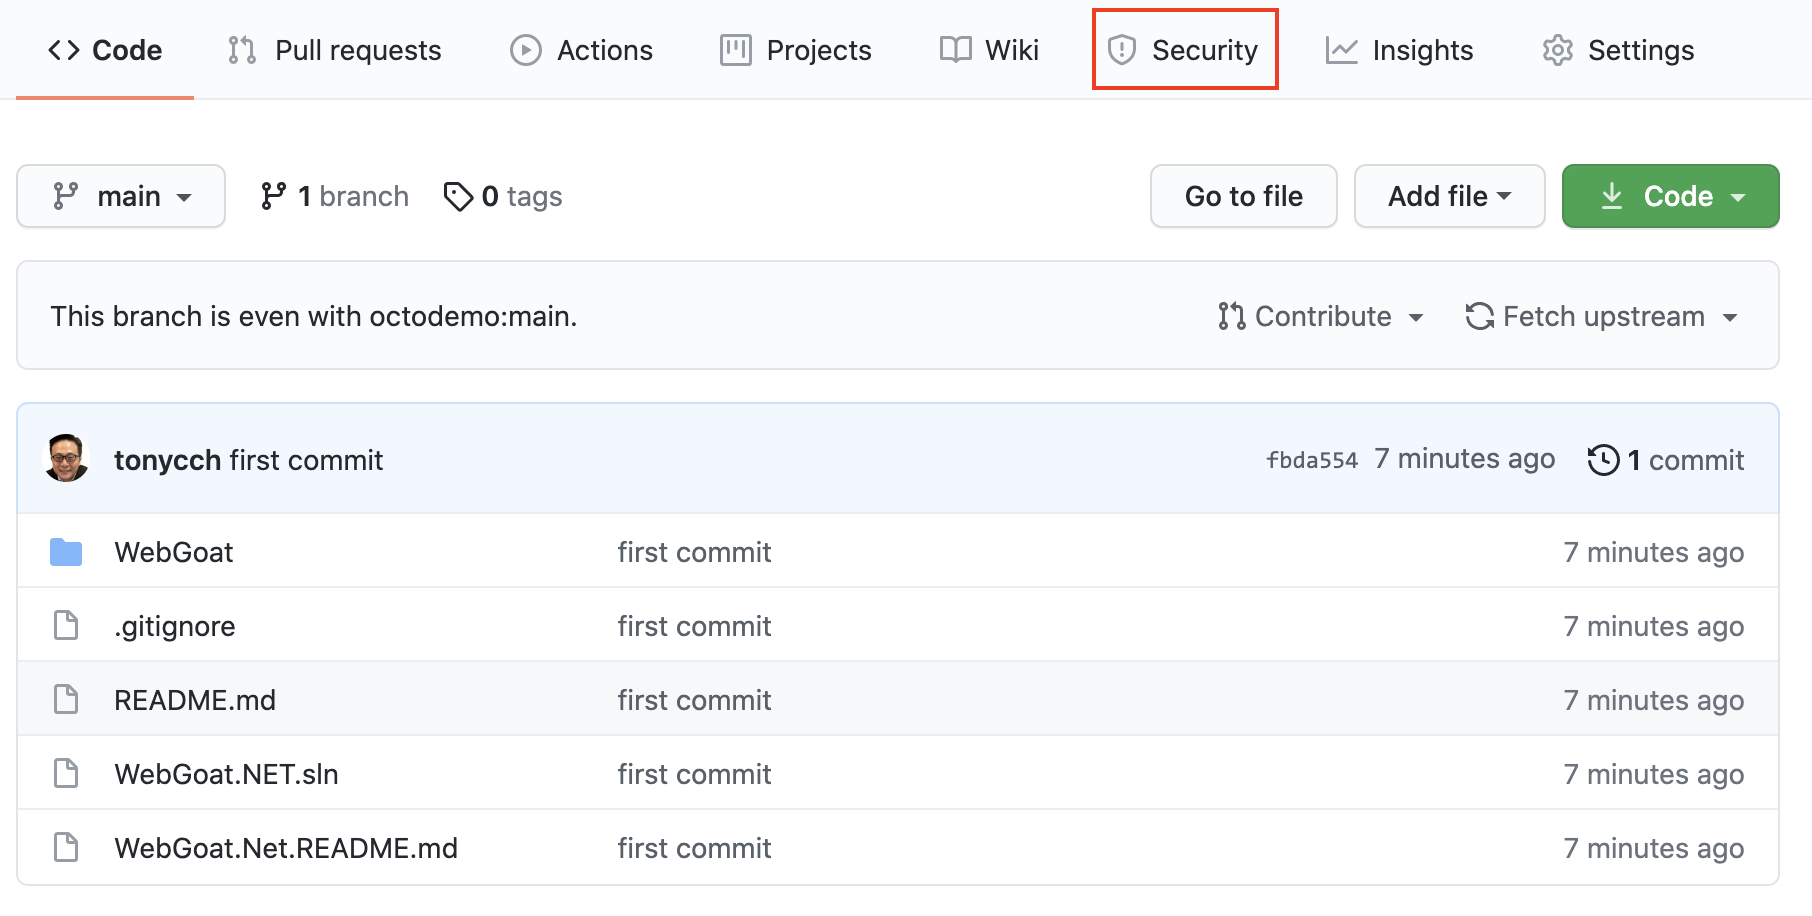 Code Pull requests Actions Projects Wiki Security Insights Settings
main 1 branch 0 tags Go to file Add file Code
This branch is even with octodemo:main. Contribute Fetch upstream
tonycch first commit fbda554 7 minutes ago 1 commit
WebGoat first commit 7 minutes ago
.gitignore first commit 7 minutes ago
README.md first commit 7 minutes ago
WebGoat.NET.sln first commit 7 minutes ago
WebGoat.Net.README.md first commit 7 minutes ago